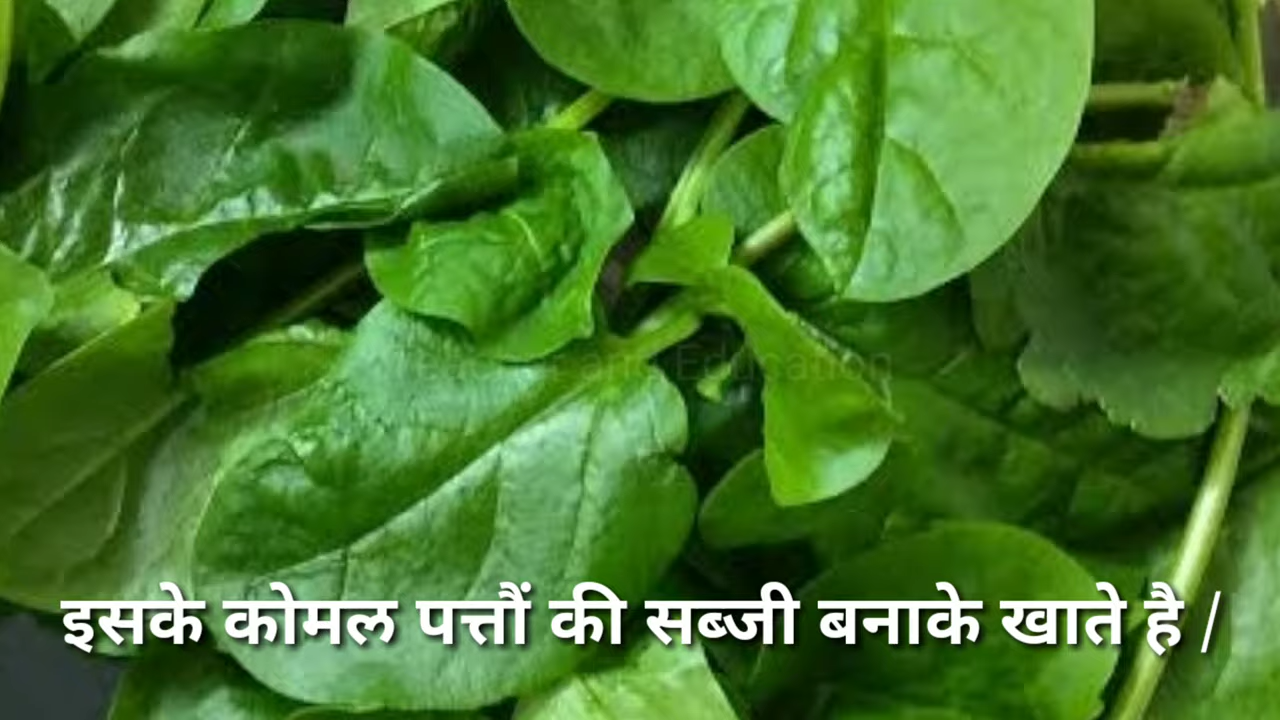 इसके कोमल पत्तौं की सब्जी बनाके खाते है /